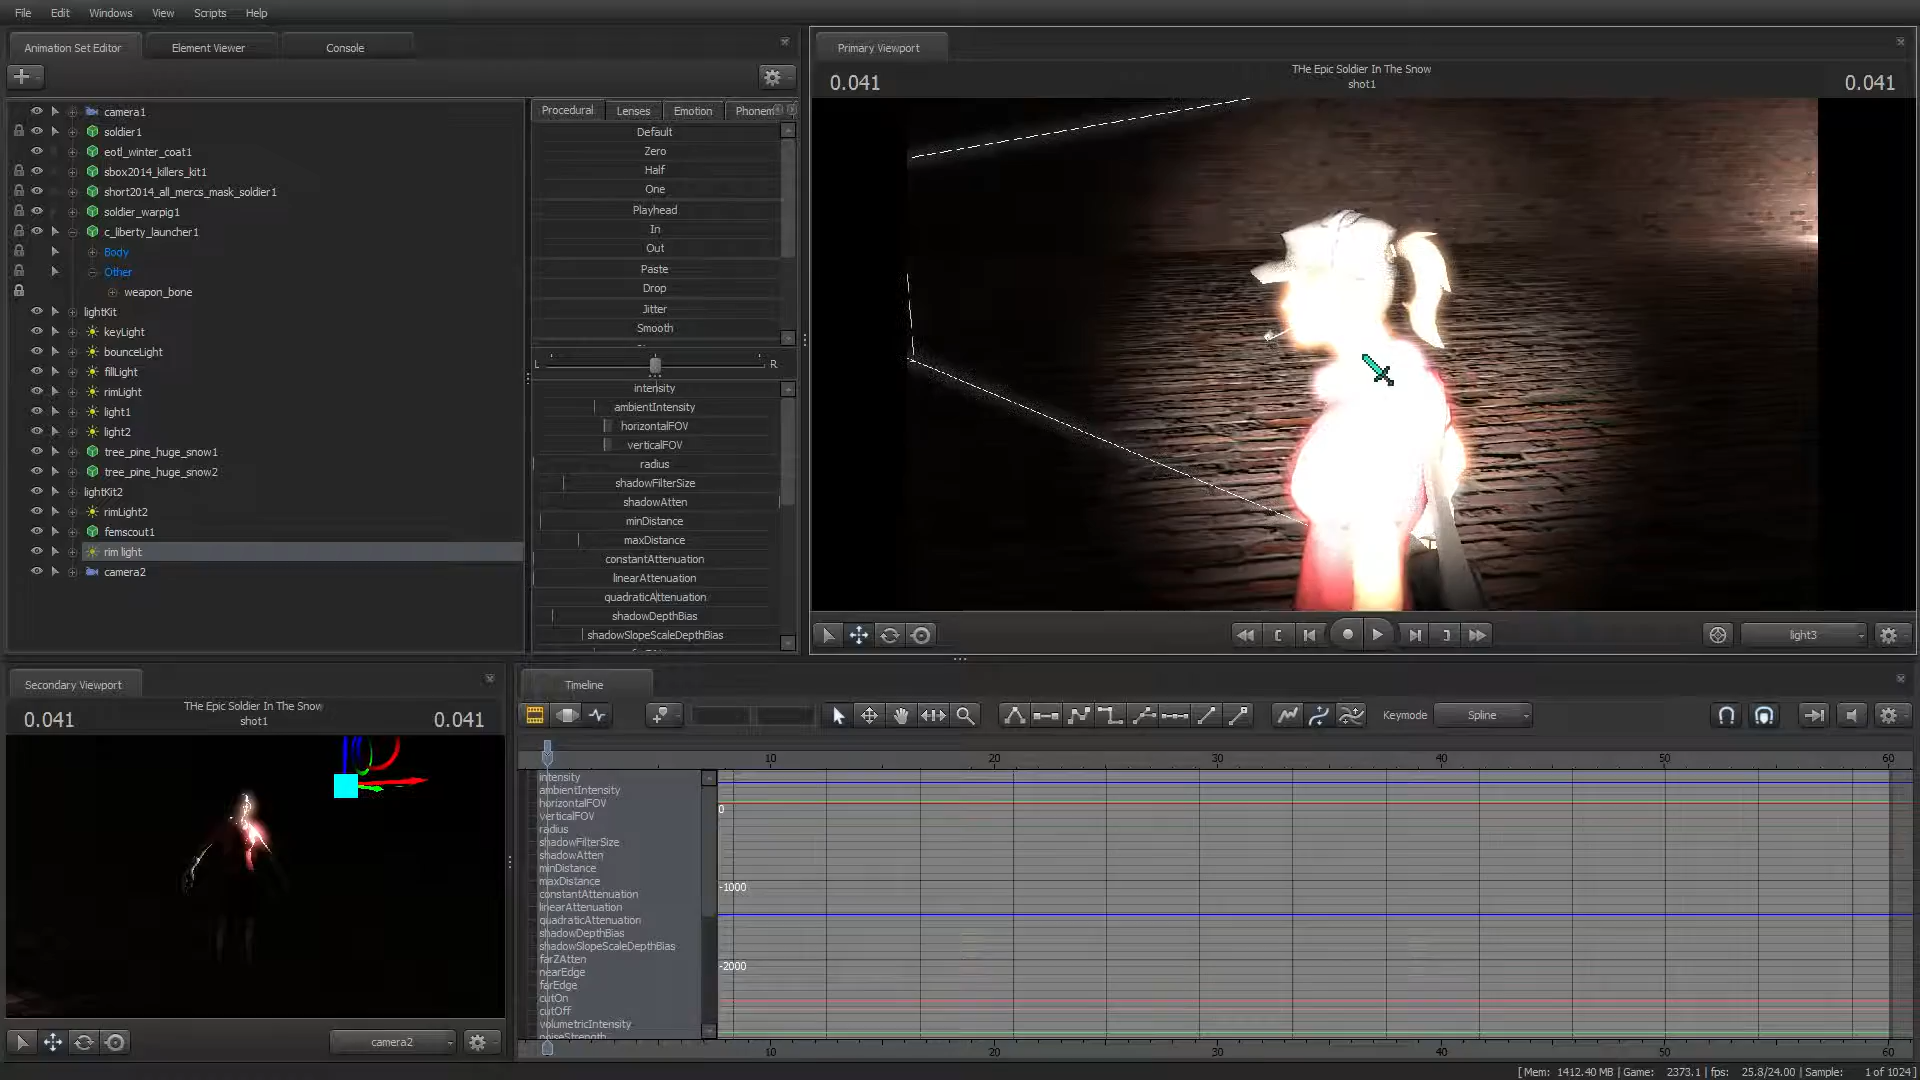 File Edit Windows View Scripts Help
Animation Set Editor Element Viewer Console
camera1
soldier1
eotl_winter_coat1
sbox2014_killers_kit1
short2014_all_mercs_mask_soldier1
soldier_warpig1
c_liberty_launcher1
Body
Other
weapon_bone
lightKit
keyLight
bounceLight
fillLight
rimLight
light1
light2
tree_pine_huge_snow1
tree_pine_huge_snow2
lightKit2
rimLight2
femscout1
rim light
camera2
Procedural Lenses Emotion Phonem
Default
Zero
Half
One
Playhead
In
Out
Paste
Drop
Jitter
Smooth
L R
intensity
ambientIntensity
horizontalFOV
verticalFOV
radius
shadowFilterSize
shadowAtten
minDistance
maxDistance
constantAttenuation
linearAttenuation
quadraticAttenuation
shadowDepthBias
shadowSlopeScaleDepthBias
Primary Viewport
THe Epic Soldier In The Snow
0.041 shot1 0.041
light3
Secondary Viewport
THe Epic Soldier In The Snow
0.041 shot1 0.041
camera2
Timeline
Keymode Spline
10 20 30 40 50 60
intensity
ambientIntensity
horizontalFOV
verticalFOV
radius
shadowFilterSize
shadowAtten
minDistance
maxDistance
constantAttenuation
linearAttenuation
quadraticAttenuation
shadowDepthBias
shadowSlopeScaleDepthBias
farZAtten
nearEdge
farEdge
cutOn
cutOff
volumetricIntensity
noiseStrength
0
-1000
-2000
10 20 30 40 50 60
[ Mem: 1412.40 MB | Game: 2373.1 | fps: 25.8/24.00 | Sample: 1 of 1024 ]